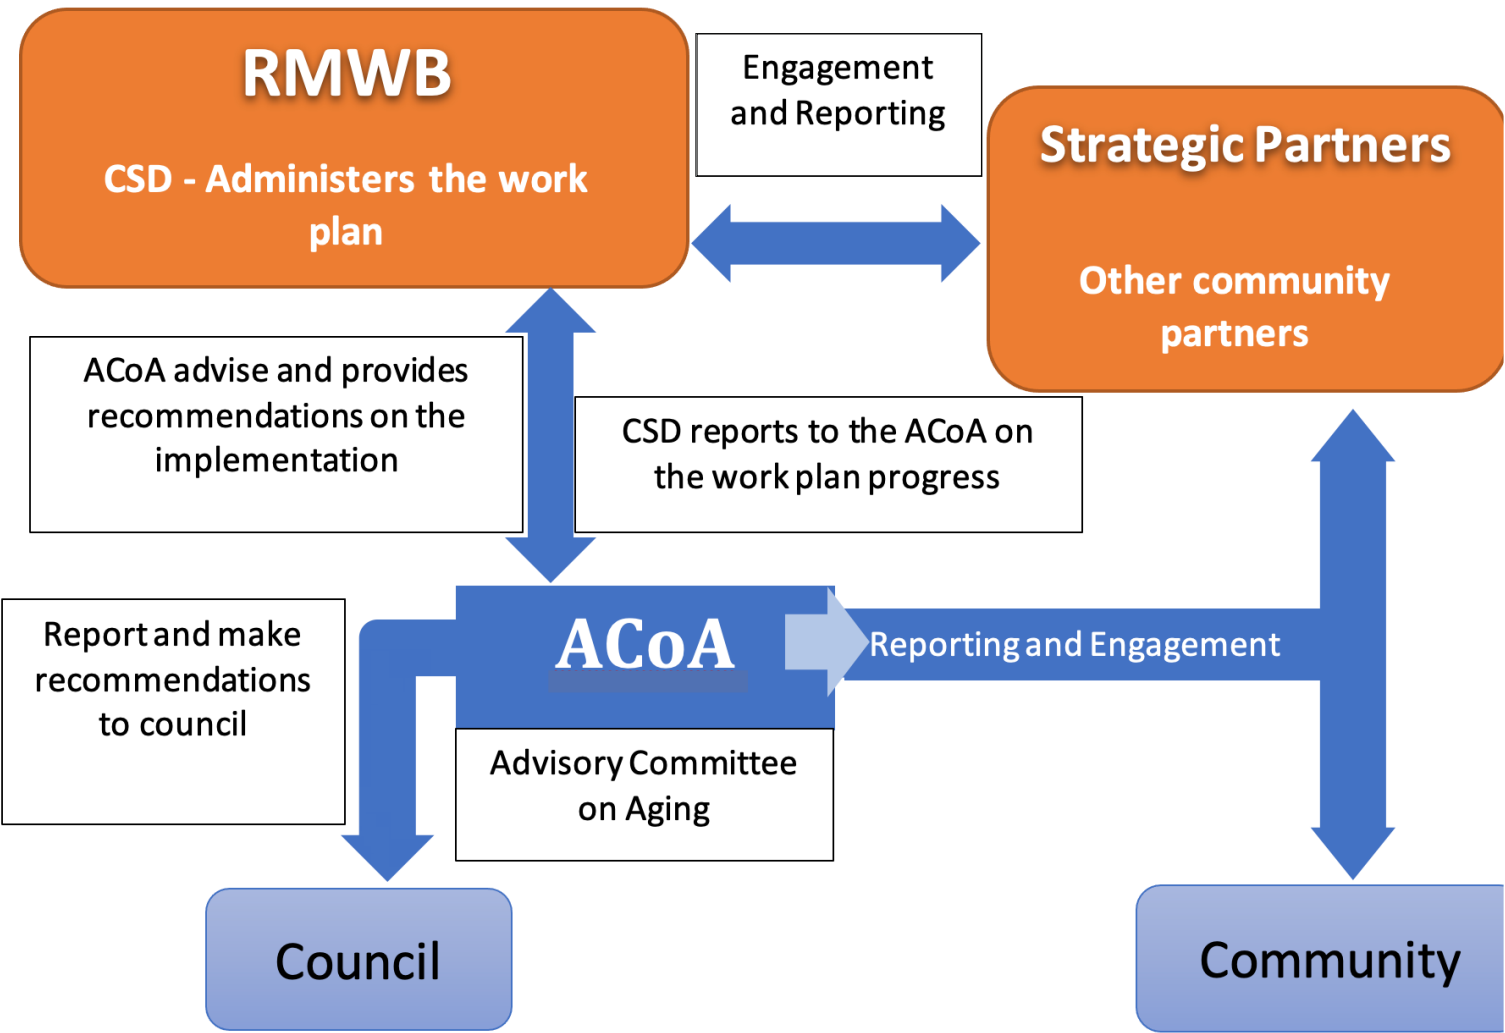 RMWB
CSD - Administers the work
plan
Engagement
and Reporting
Strategic Partners
Other community
partners
ACoA advise and provides
recommendations on the
implementation
CSD reports to the ACoA on
the work plan progress
Report and make
recommendations
to council
ACoA
Reporting and Engagement
Advisory Committee
on Aging
Council
Community